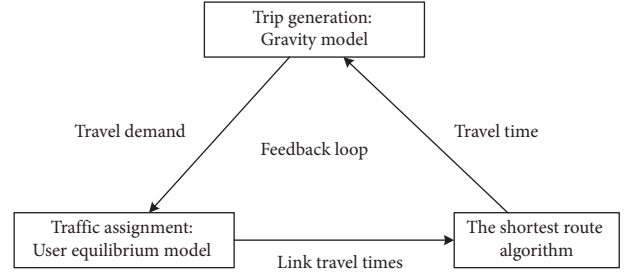 Trip generation:
Gravity model
Travel demand
Travel time
Feedback loop
Traffic assignment:
User equilibrium model
The shortest route
algorithm
Link travel times